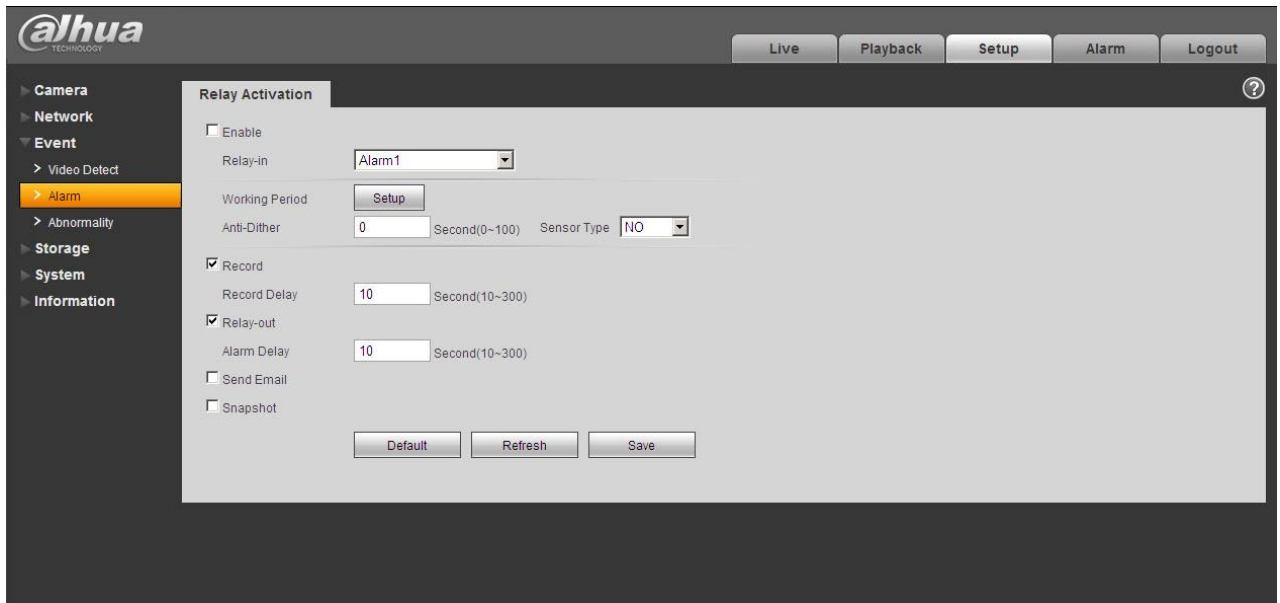 alhua
TECHNOLOGY
Live Playback Setup Alarm Logout
Camera
Network
Event
> Video Detect
> Alarm
> Abnormality
Storage
System
Information
Relay Activation
?
Enable
Relay-in Alarm1
Working Period Setup
Anti-Dither 0 Second(0~100) Sensor Type NO
Record
Record Delay 10 Second(10~300)
Relay-out
Alarm Delay 10 Second(10~300)
Send Email
Snapshot
Default Refresh Save